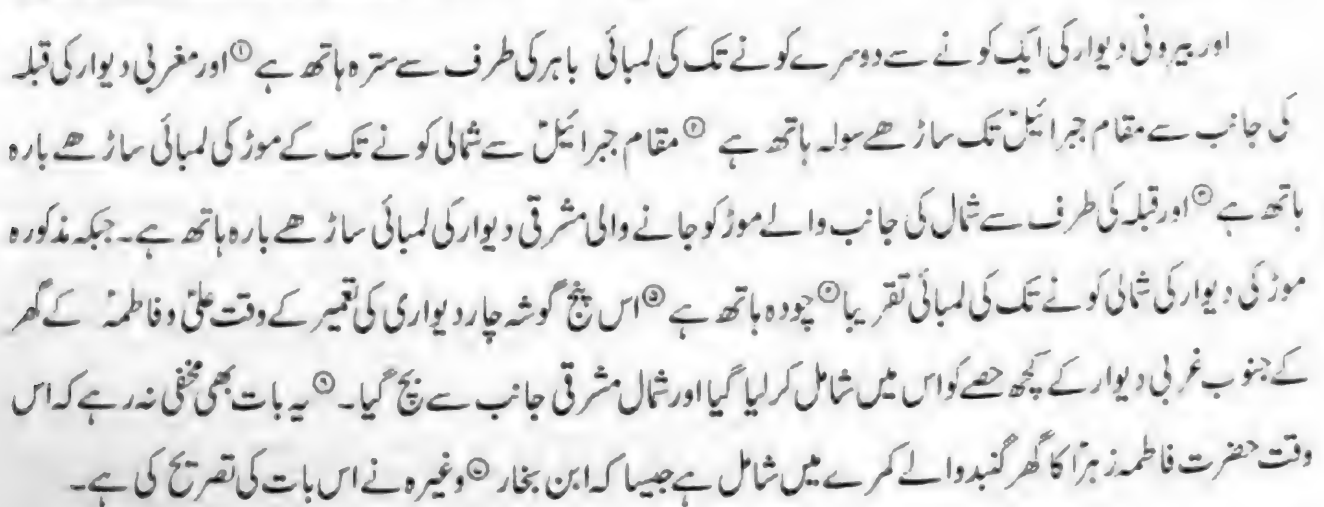 اور بیرونی دیوار کی ایک کونے سے دوسرے کونے تک کی لمبائی باہر کی طرف سے سترہ ہاتھ ہے ① اور مغربی دیوار کی قبلہ
کی جانب سے مقام جبرائیلؑ تک ساڑھے سولہ ہاتھ ہے ② مقام جبرائیلؑ سے شمالی کونے تک کے موڑ کی لمبائی ساڑھے بارہ
ہاتھ ہے ③ اور قبلہ کی طرف سے شمال کی جانب والے موڑ کو جانے والی مشرقی دیوار کی لمبائی ساڑھے بارہ ہاتھ ہے۔ جبکہ مذکورہ
موڑ کی دیوار کی شمالی کونے تک کی لمبائی تقریبا ④ چودہ ہاتھ ہے ⑤ اس پنج گوشہ چار دیواری کی تعمیر کے وقت علیؑ و فاطمہؑ کے گھر
کے جنوب غربی دیوار کے کچھ حصے کو اس میں شامل کر لیا گیا اور شمال مشرقی جانب سے بچ گیا۔ ⑥ یہ بات بھی مخفی نہ رہے کہ اس
وقت حضرت فاطمہ زہراؑ کا گھر گنبد والے کمرے میں شامل ہے جیسا کہ ابن بخار ⑦ وغیرہ نے اس بات کی تصریح کی ہے۔